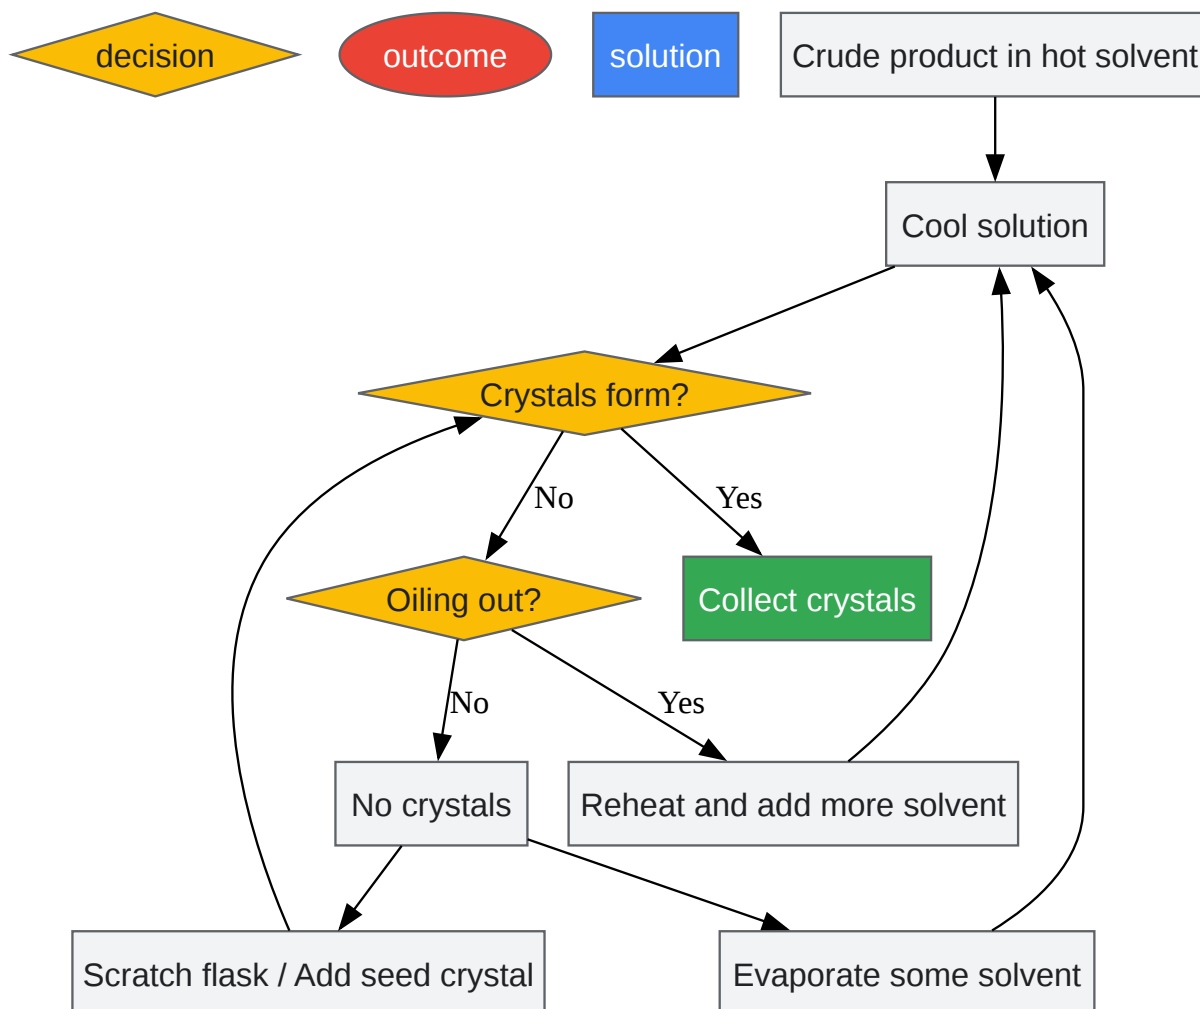 decision
outcome
solution
Crude product in hot solvent
Cool solution
Crystals form?
No
Yes
Oiling out?
Collect crystals
No
Yes
No crystals
Reheat and add more solvent
Scratch flask / Add seed crystal
Evaporate some solvent